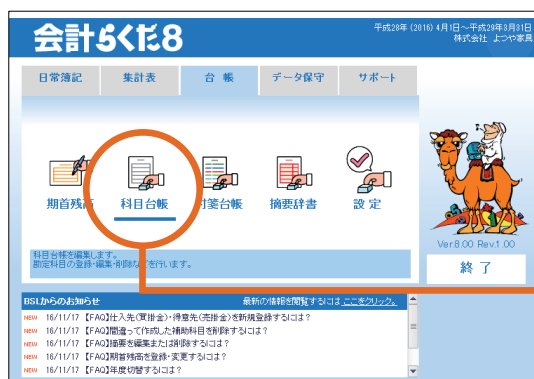 会計らくだ8
平成28年 (2016) 4月1日～平成29年3月31日
株式会社 よつや家具
日常簿記 集計表 台 帳 データ保守 サポート
期首残高 科目台帳 付箋台帳 摘要辞書 設 定
科目台帳を編集します。
勘定科目の登録・編集・削除などを行います。
Ver.8.00 Rev.1.00
終 了
BSLからのお知らせ 最新の情報を閲覧するには ここをクリック。
NEW 16/11/17 【FAQ】仕入先(買掛金)・得意先(売掛金)を新規登録するには?
NEW 16/11/17 【FAQ】間違って作成した補助科目を削除するには?
NEW 16/11/17 【FAQ】摘要を編集または削除するには?
NEW 16/11/17 【FAQ】期首残高を登録・変更するには?
NEW 16/11/17 【FAQ】年度切替するには?